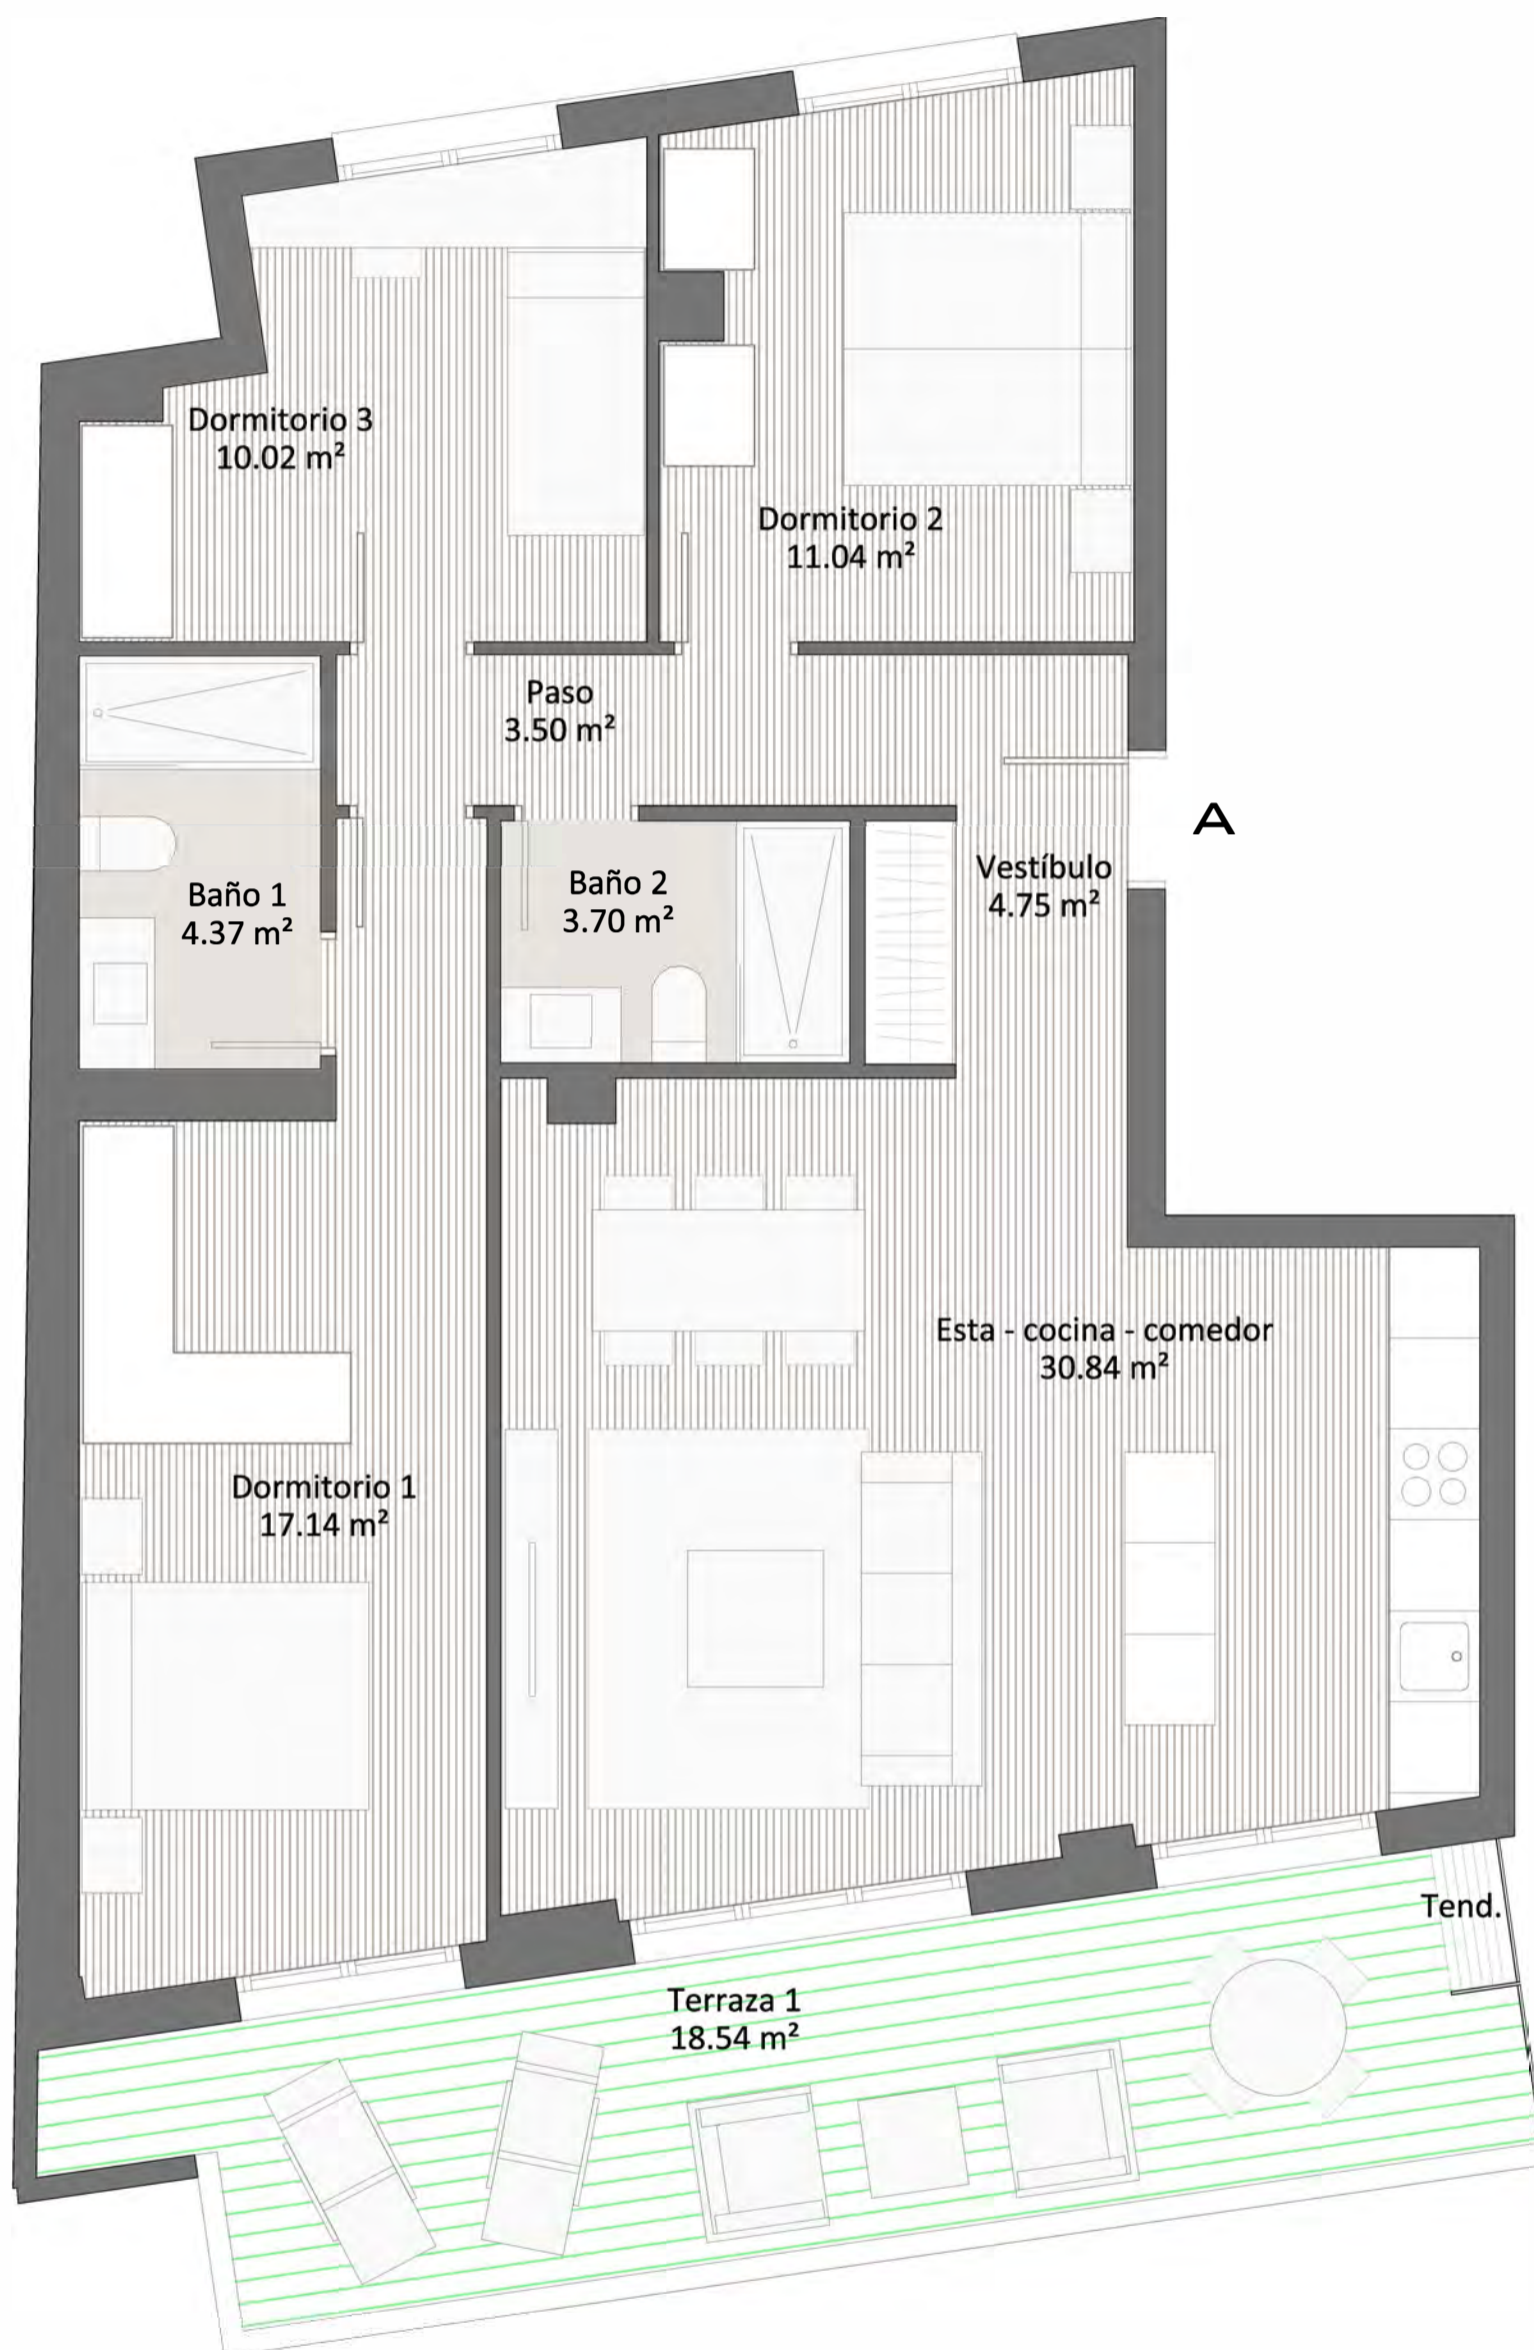 Dormitorio 3
10.02 m²
Dormitorio 2
11.04 m²
Paso
3.50 m²
A
Vestíbulo
4.75 m²
Baño 2
3.70 m²
Baño 1
4.37 m²
Esta - cocina - comedor
30.84 m²
Dormitorio 1
17.14 m²
Tend.
Terraza 1
18.54 m²